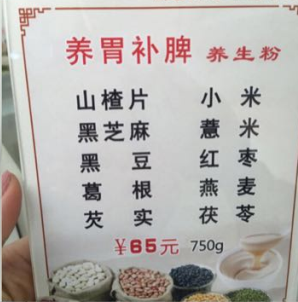 养胃补脾 养生粉
山楂片 小米
黑芝麻 薏米
黑豆 红枣
葛根 燕麦
芡实 茯苓
￥65元 750g